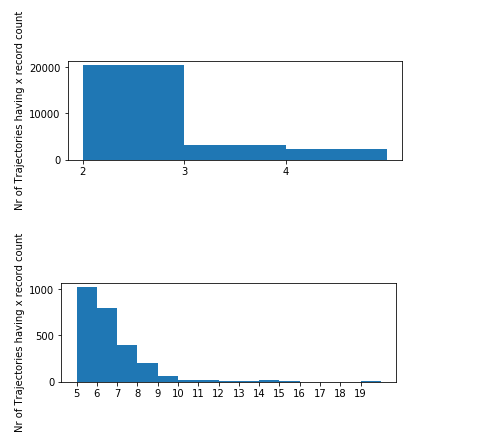 Nr of Trajectories having x record count
20000
10000
0
2 3 4
Nr of Trajectories having x record count
1000
500
0
5 6 7 8 9 10 11 12 13 14 15 16 17 18 19